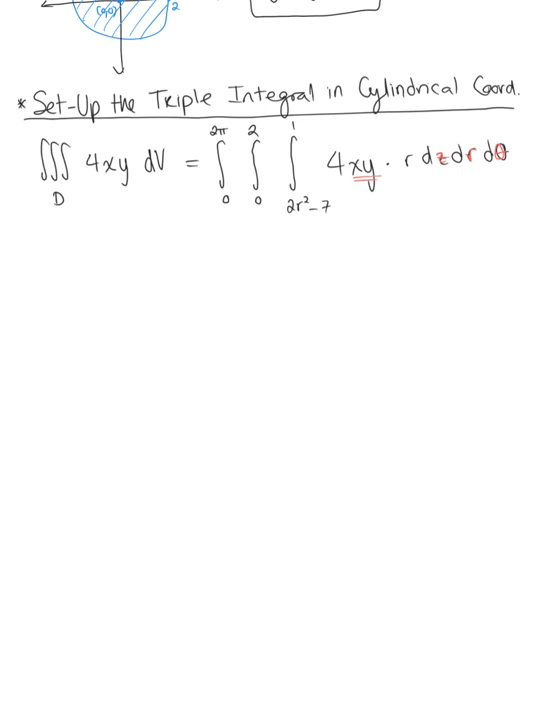 (0,0) 2
* Set-Up the Triple Integral in Cylindrical Coord.
∭_D 4xy dV = ∫_0^{2π} ∫_0^2 ∫_{2r²-7}^1 4xy · r dz dr dθ